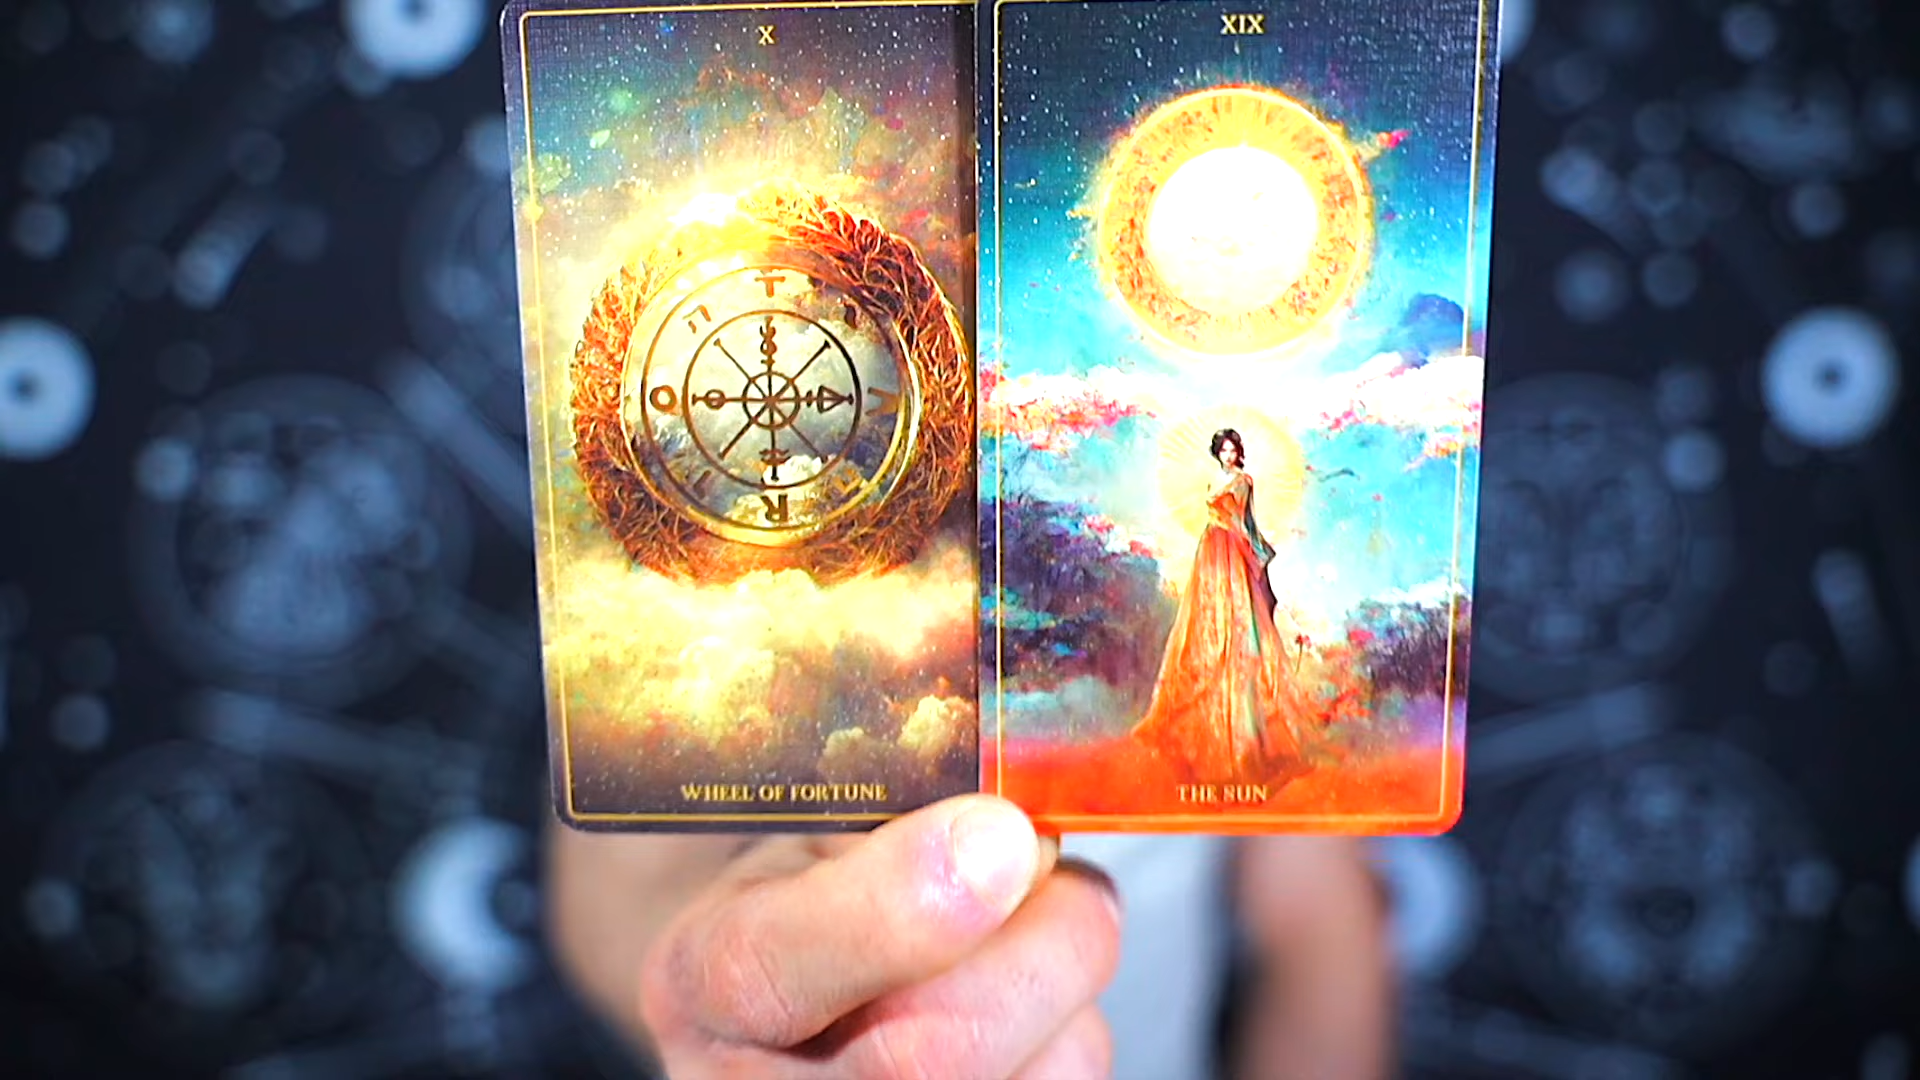 X
WHEEL OF FORTUNE
T
A
R
O
ה
XIX
THE SUN